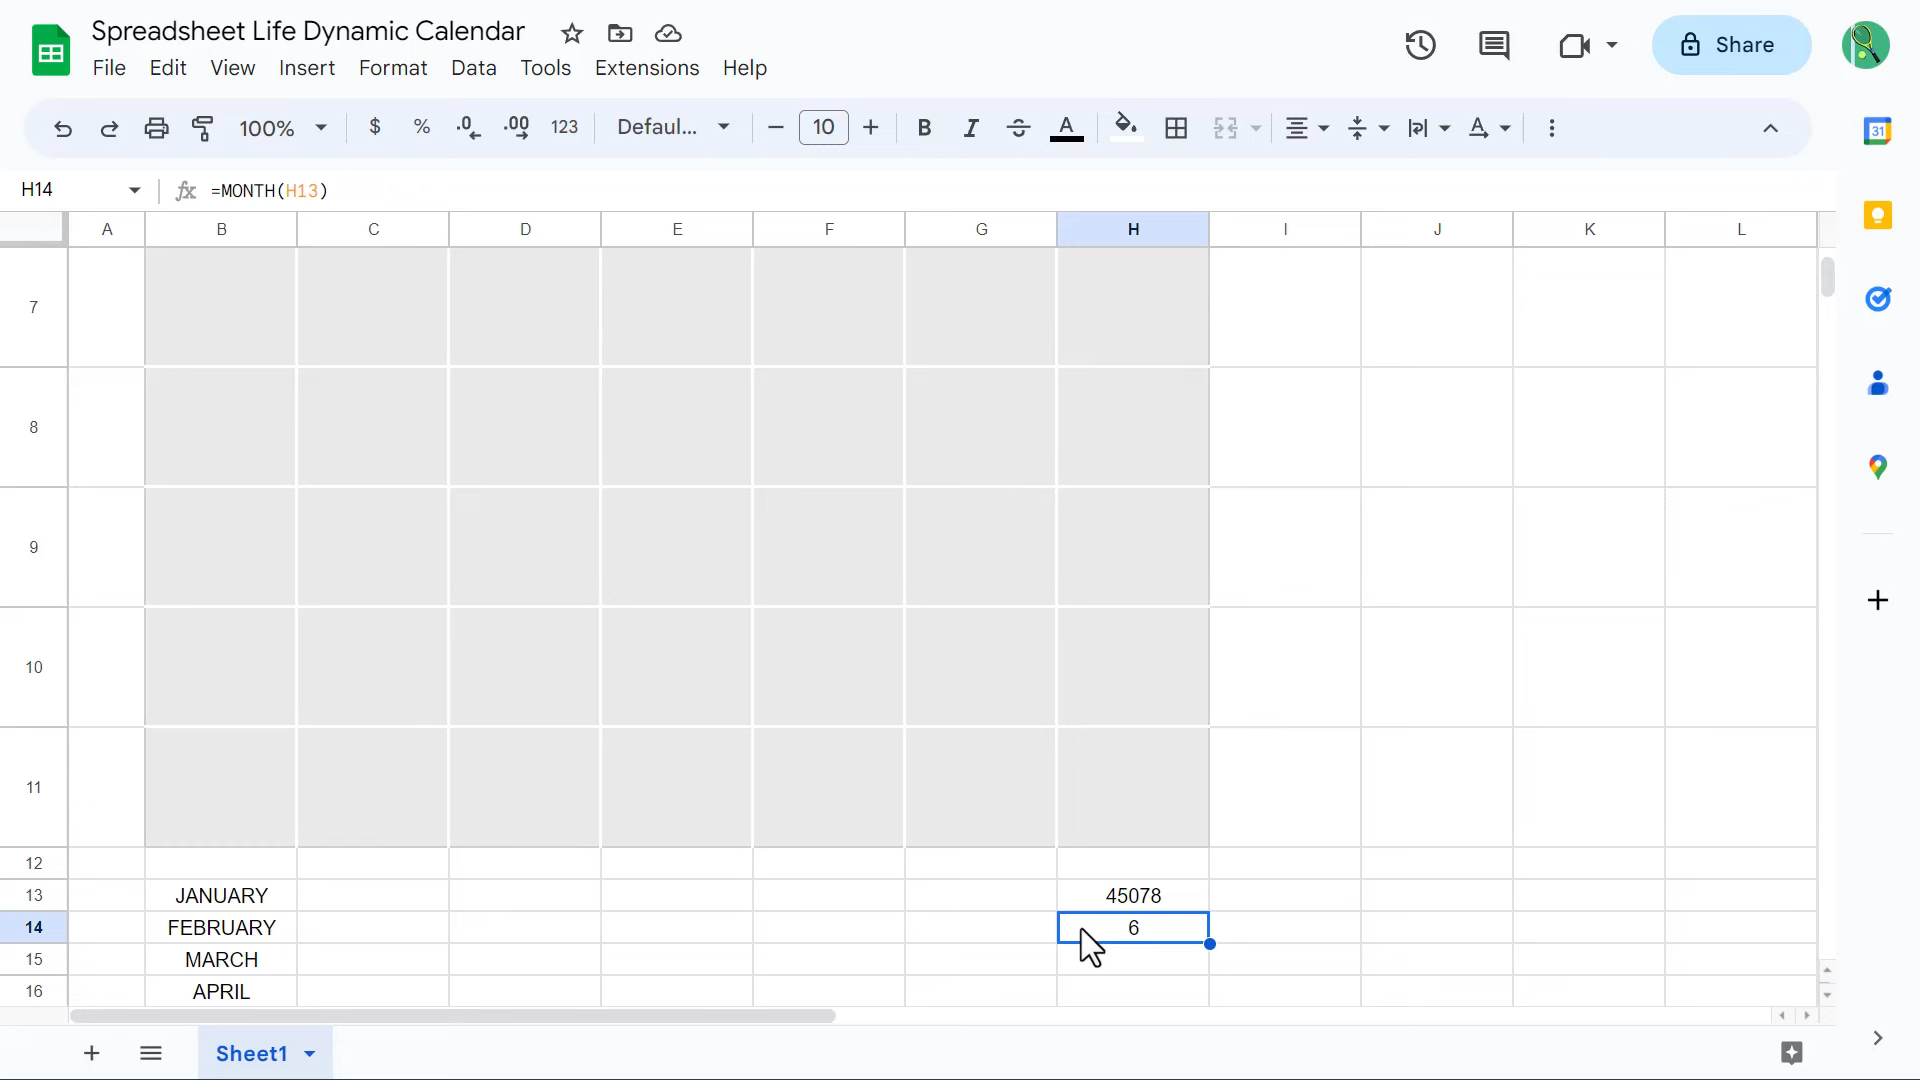 Spreadsheet Life Dynamic Calendar
File Edit View Insert Format Data Tools Extensions Help
Share
100% $ % .0 .00 123 Defaul... 10 B I S A A
31
H14 fx =MONTH(H13)
A B C D E F G H I J K L
7
8
9
10
11
12
13 JANUARY 45078
14 FEBRUARY 6
15 MARCH
16 APRIL
Sheet1